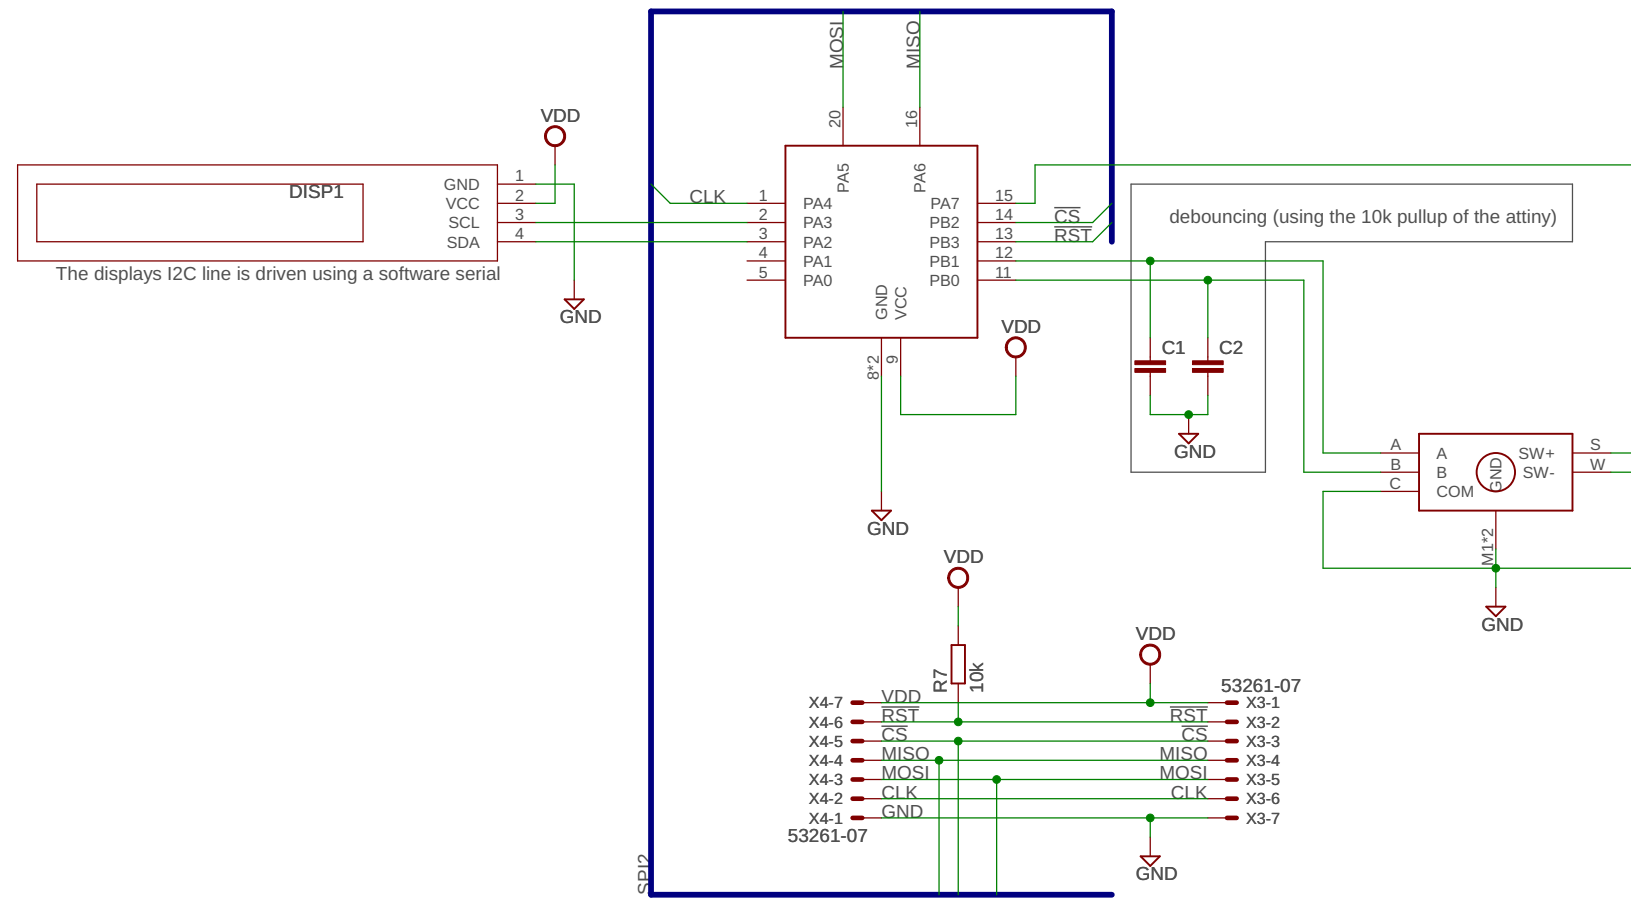 MOSI
MISO
VDD
20
16
DISP1
GND
VCC
SCL
SDA
1
2
3
4
The displays I2C line is driven using a software serial
GND
CLK
1
2
3
4
5
PA4
PA3
PA2
PA1
PA0
PA5
PA6
PA7
PB2
PB3
PB1
PB0
GND
VCC
15
14
13
12
11
CS
RST
8*2
9
VDD
GND
debouncing (using the 10k pullup of the attiny)
C1
C2
GND
A
B
C
A
B
COM
GND
SW+
SW-
S
W
M1*2
GND
VDD
R7
10k
VDD
53261-07
X4-7 VDD X3-1
X4-6 RST RST X3-2
X4-5 CS CS X3-3
X4-4 MISO MISO X3-4
X4-3 MOSI MOSI X3-5
X4-2 CLK CLK X3-6
X4-1 GND X3-7
53261-07
GND
SPI2